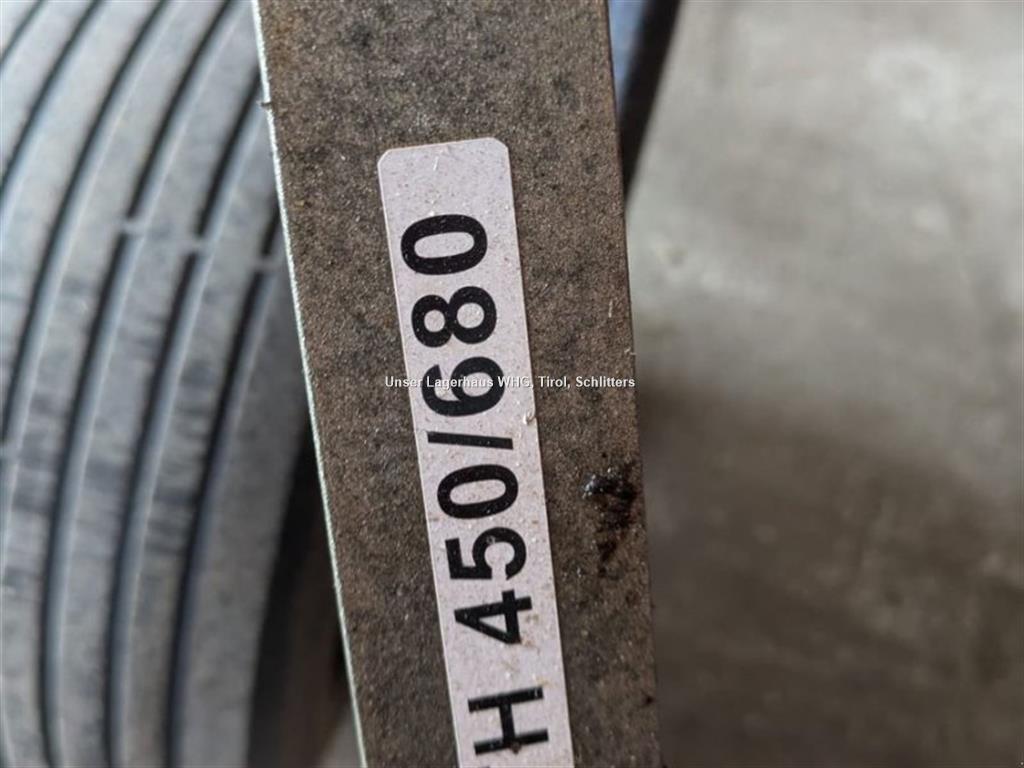 H 450/680
Unser Lagerhaus WHG, Tirol, Schlitters